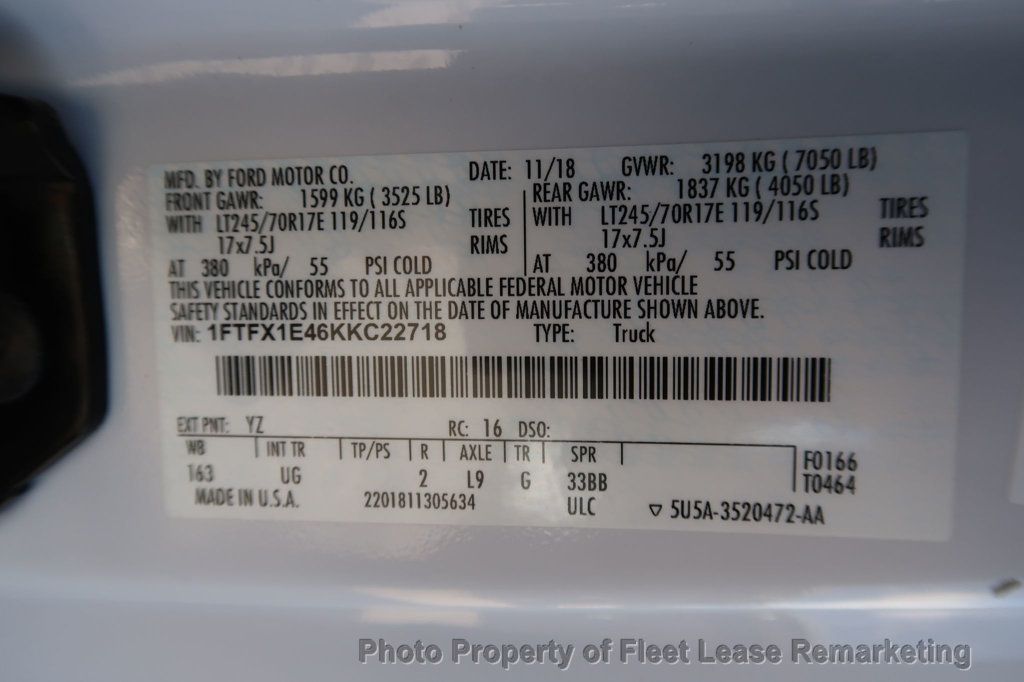 MFD. BY FORD MOTOR CO. DATE: 11/18 GVWR: 3198 KG ( 7050 LB)
FRONT GAWR: 1599 KG ( 3525 LB) REAR GAWR: 1837 KG ( 4050 LB)
WITH LT245/70R17E 119/116S TIRES WITH LT245/70R17E 119/116S TIRES
17x7.5J RIMS 17x7.5J RIMS
AT 380 kPa/ 55 PSI COLD AT 380 kPa/ 55 PSI COLD
THIS VEHICLE CONFORMS TO ALL APPLICABLE FEDERAL MOTOR VEHICLE
SAFETY STANDARDS IN EFFECT ON THE DATE OF MANUFACTURE SHOWN ABOVE.
VIN: 1FTFX1E46KKC22718 TYPE: Truck
EXT PNT: YZ RC: 16 DSO:
WB INT TR TP/PS R AXLE TR SPR F0166
163 UG 2 L9 G 33BB T0464
MADE IN U.S.A. 2201811305634 ULC ▽ 5U5A-3520472-AA
Photo Property of Fleet Lease Remarketing